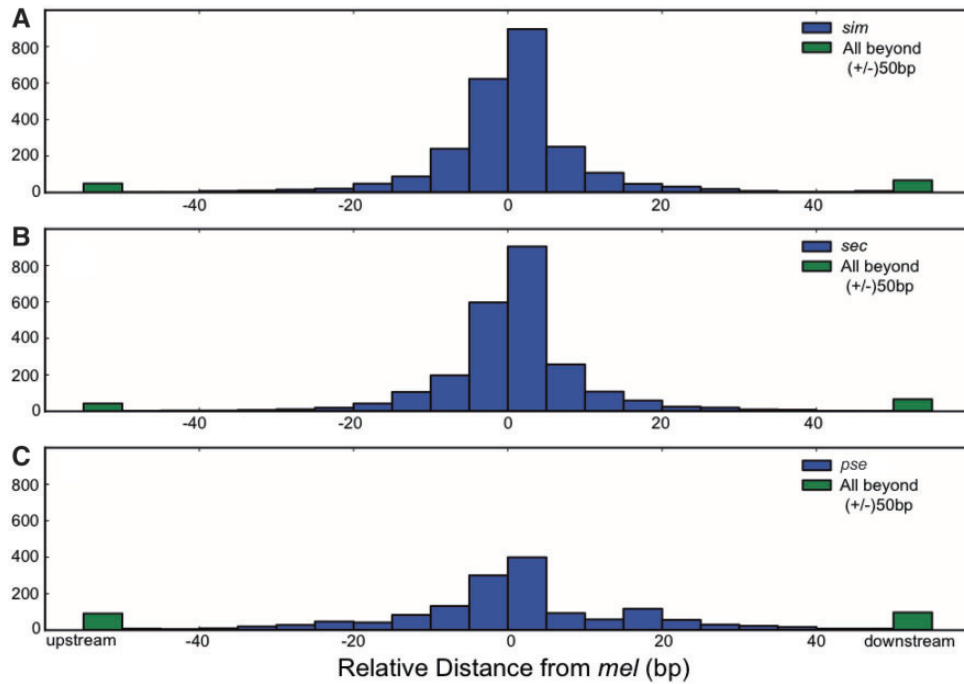 A
800
600
400
200
0
sim
All beyond
(+/-)50bp
-40 -20 0 20 40
B
800
600
400
200
0
sec
All beyond
(+/-)50bp
-40 -20 0 20 40
C
800
600
400
200
0
pse
All beyond
(+/-)50bp
upstream -40 -20 0 20 40 downstream
Relative Distance from mel (bp)